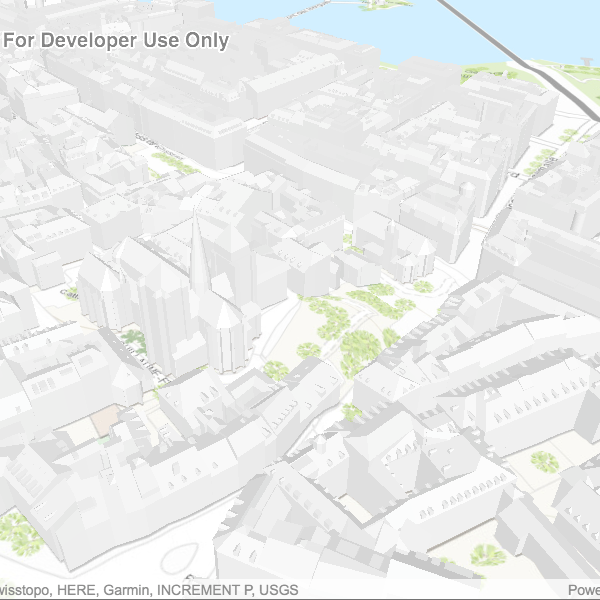 For Developer Use Only
wisstopo, HERE, Garmin, INCREMENT P, USGS
Powe